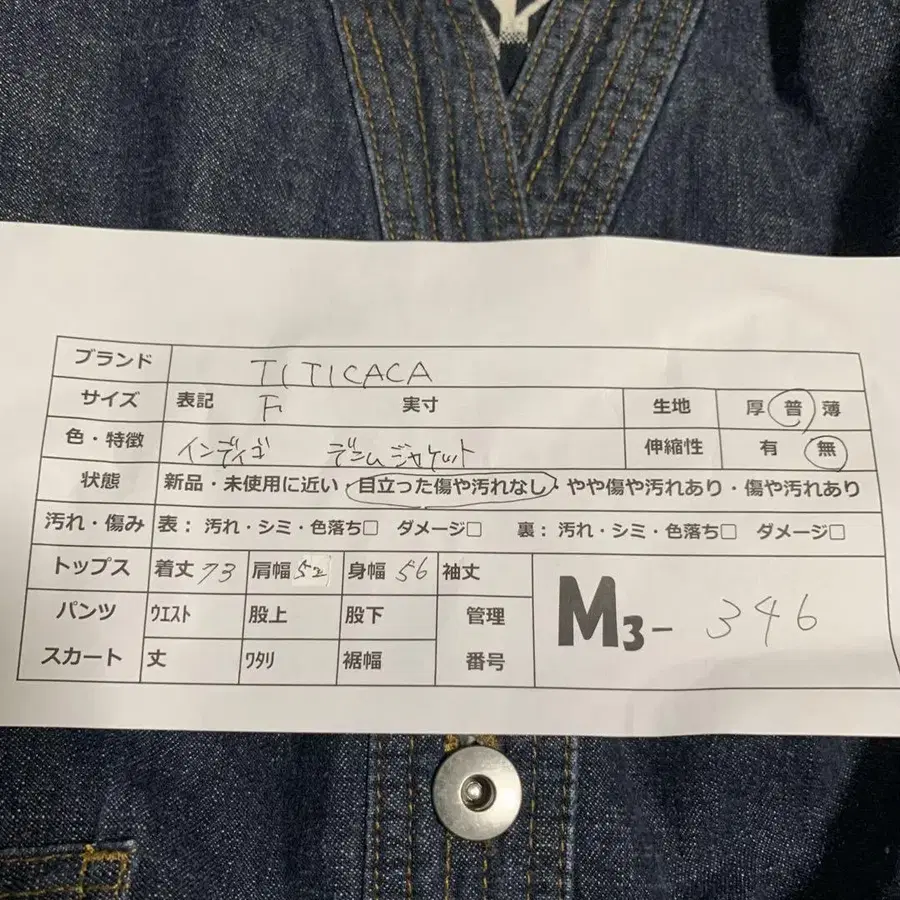 ブランド TITICACA
サイズ 表記 F 実寸 生地 厚 普 薄
色・特徴 インディゴ デニムジャケット 伸縮性 有 無
状態 新品・未使用に近い・目立った傷や汚れなし・やや傷や汚れあり・傷や汚れあり
汚れ・傷み 表：汚れ・シミ・色落ち□ ダメージ□ 裏：汚れ・シミ・色落ち□ ダメージ□
トップス 着丈 73 肩幅 52 身幅 56 袖丈
パンツ ウエスト 股上 股下 管理 M3- 346
スカート 丈 ワタリ 裾幅 番号